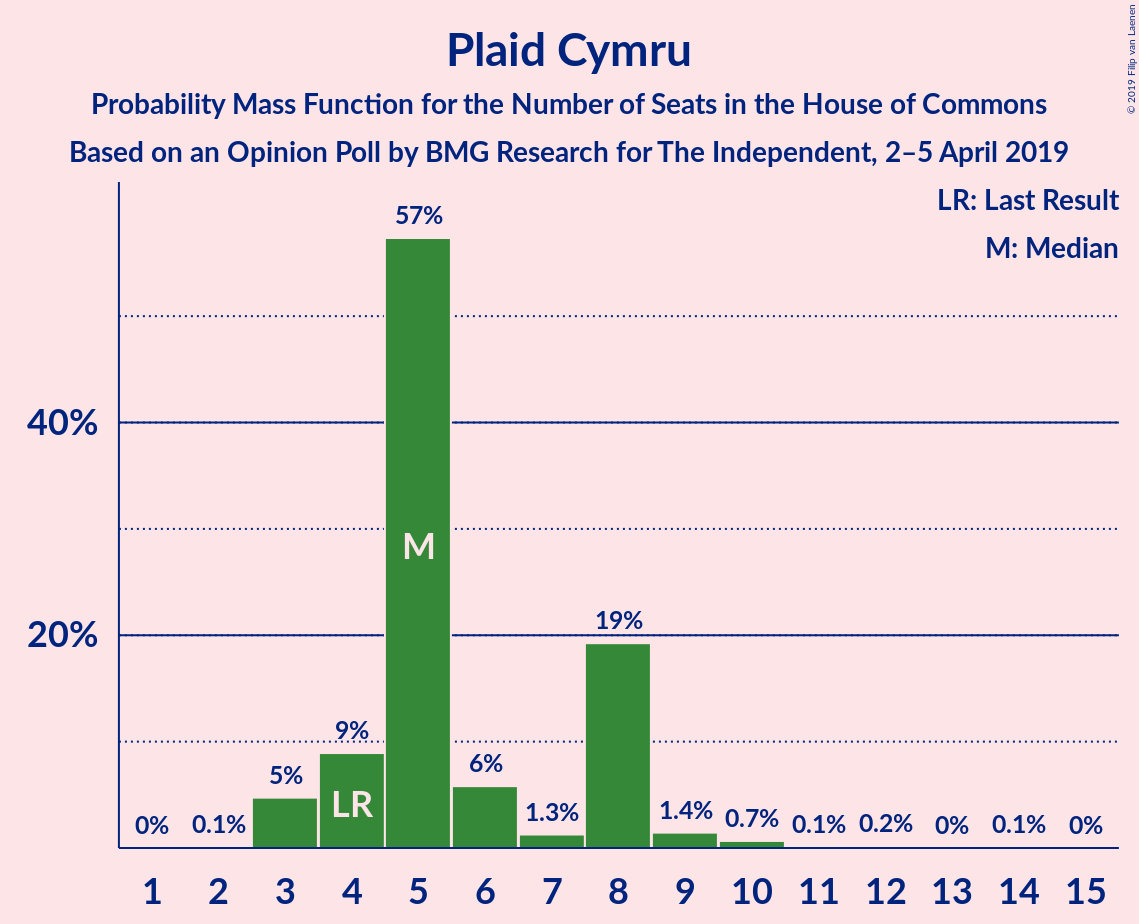 Plaid Cymru
Probability Mass Function for the Number of Seats in the House of Commons
Based on an Opinion Poll by BMG Research for The Independent, 2–5 April 2019
© 2019 Filip van Laenen
LR: Last Result
M: Median
40%
20%
0%
0.1%
5%
9%
57%
6%
1.3%
19%
1.4%
0.7%
0.1%
0.2%
0%
0.1%
0%
LR
M
1 2 3 4 5 6 7 8 9 10 11 12 13 14 15